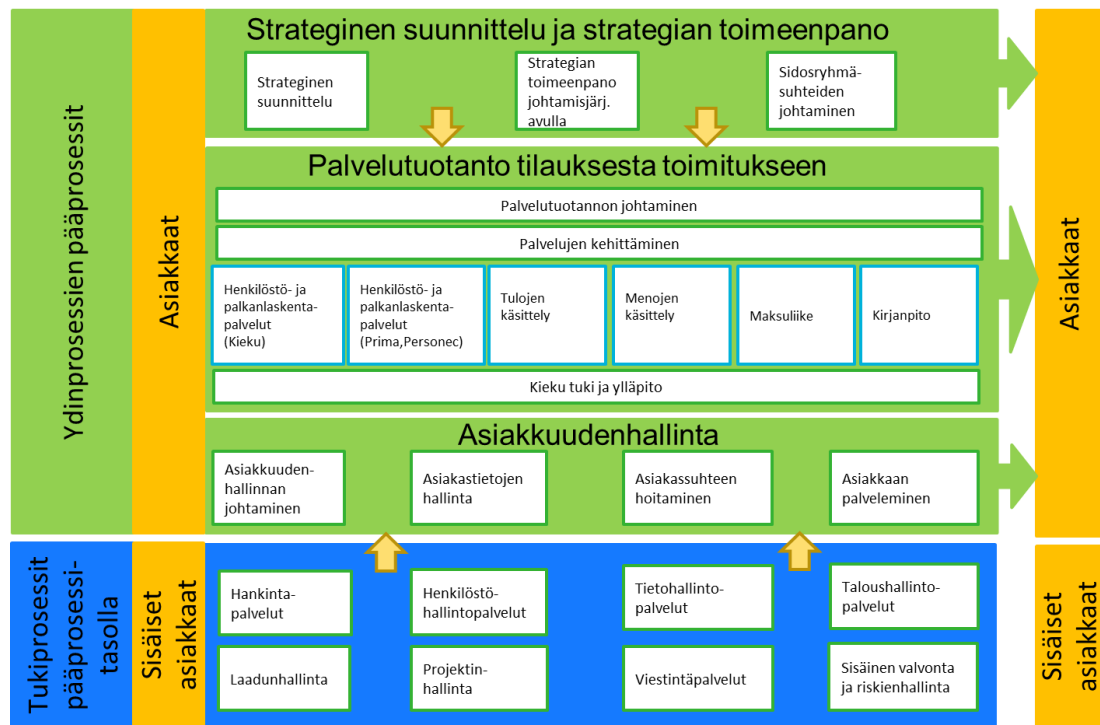 Strateginen suunnittelu ja strategian toimeenpano
Strateginen
suunnittelu
Strategian
toimeenpano
johtamisjärj.
avulla
Sidosryhmä-
suhteiden
johtaminen
Ydinprosessien pääprosessit
Asiakkaat
Palvelutuotanto tilauksesta toimitukseen
Palvelutuotannon johtaminen
Palvelujen kehittäminen
Henkilöstö- ja
palkanlaskenta-
palvelut
(Kieku)
Henkilöstö- ja
palkanlaskenta-
palvelut
(Prima,Personec)
Tulojen
käsittely
Menojen
käsittely
Maksuliike
Kirjanpito
Kieku tuki ja ylläpito
Asiakkaat
Asiakkuudenhallinta
Asiakkuuden-
hallinnan
johtaminen
Asiakastietojen
hallinta
Asiakassuhteen
hoitaminen
Asiakkaan
palveleminen
Tukiprosessit
pääprosessi-
tasolla
Sisäiset
asiakkaat
Hankinta-
palvelut
Henkilöstö-
hallintopalvelut
Tietohallinto-
palvelut
Taloushallinto-
palvelut
Laadunhallinta
Projektin-
hallinta
Viestintäpalvelut
Sisäinen valvonta
ja riskienhallinta
Sisäiset
asiakkaat